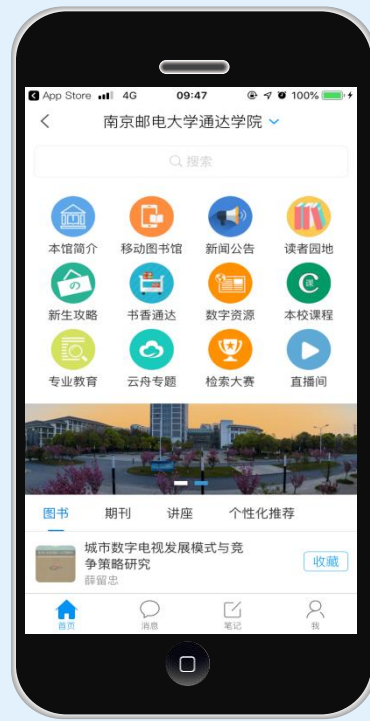 App Store 4G 09:47 100%
南京邮电大学通达学院
搜索
本馆简介 移动图书馆 新闻公告 读者园地
の 课
新生攻略 书香通达 数字资源 本校课程
专业教育 云舟专题 检索大赛 直播间
图书 期刊 讲座 个性化推荐
城市数字电视发展模式与竞
争策略研究
收藏
薛留忠
首页 消息 笔记 我